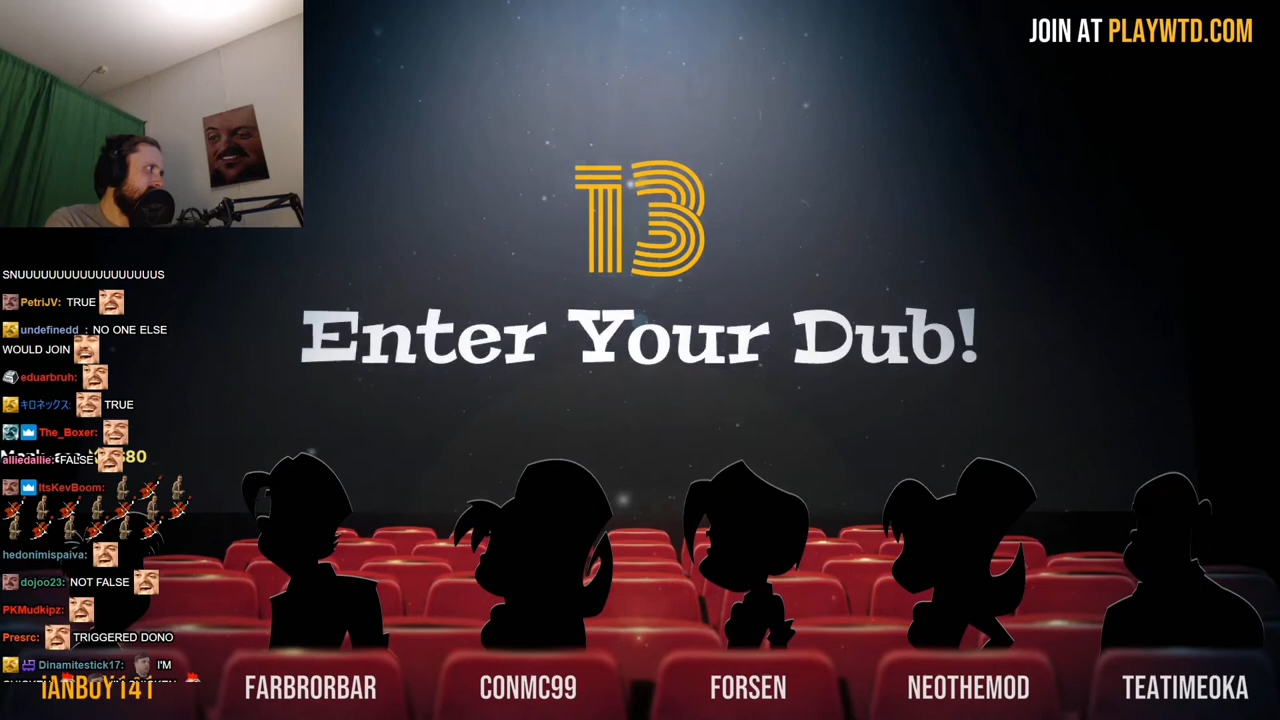 JOIN AT PLAYWTD.COM
13
Enter Your Dub!
SNUUUUUUUUUUUUUUUUUUS
PetriJV: TRUE
undefinedd_: NO ONE ELSE
WOULD JOIN
eduarbruh:
キロネックス: TRUE
The_Boxer:
80
alliedallie: FALSE
ItsKevBoom:
hedonimispaiva:
dojoo23: NOT FALSE
PKMudkipz:
Presrc: TRIGGERED DONO
Dinamitestick17: I'M
IANBOY141
FARBRORBAR
CONMC99
FORSEN
NEOTHEMOD
TEATIMEOKA